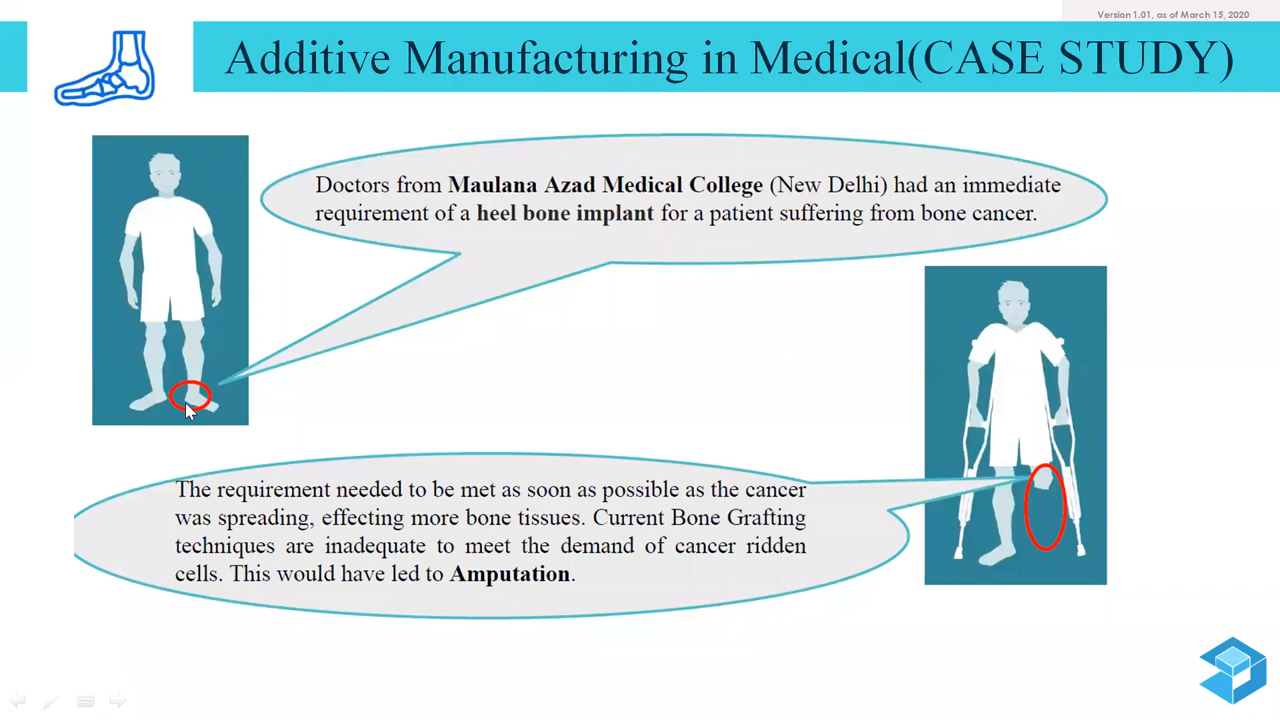 Version 1.01, as of March 15, 2020
Additive Manufacturing in Medical(CASE STUDY)
Doctors from Maulana Azad Medical College (New Delhi) had an immediate
requirement of a heel bone implant for a patient suffering from bone cancer.
The requirement needed to be met as soon as possible as the cancer
was spreading, effecting more bone tissues. Current Bone Grafting
techniques are inadequate to meet the demand of cancer ridden
cells. This would have led to Amputation.